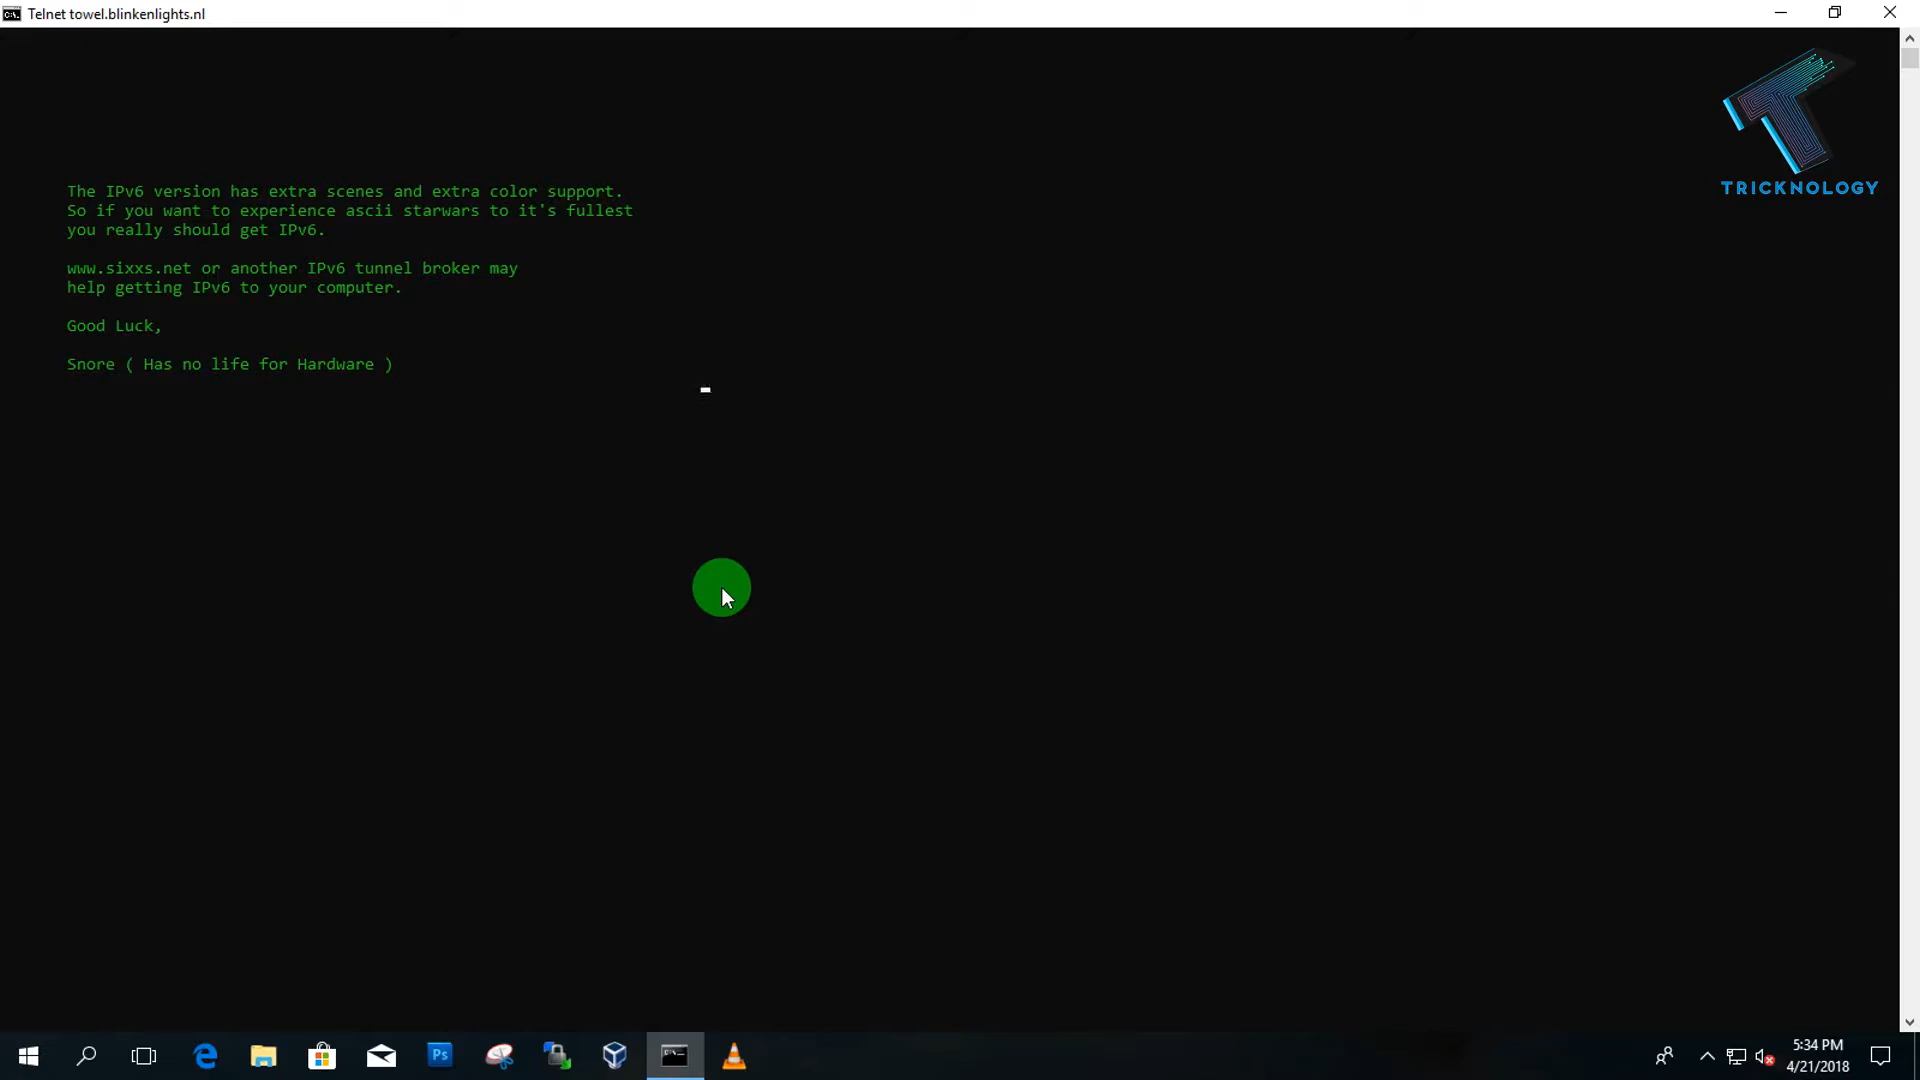 Telnet towel.blinkenlights.nl
TRICKNOLOGY
The IPv6 version has extra scenes and extra color support.
So if you want to experience ascii starwars to it's fullest
you really should get IPv6.
www.sixxs.net or another IPv6 tunnel broker may
help getting IPv6 to your computer.
Good Luck,
Snore ( Has no life for Hardware )
Ps
5:34 PM
4/21/2018